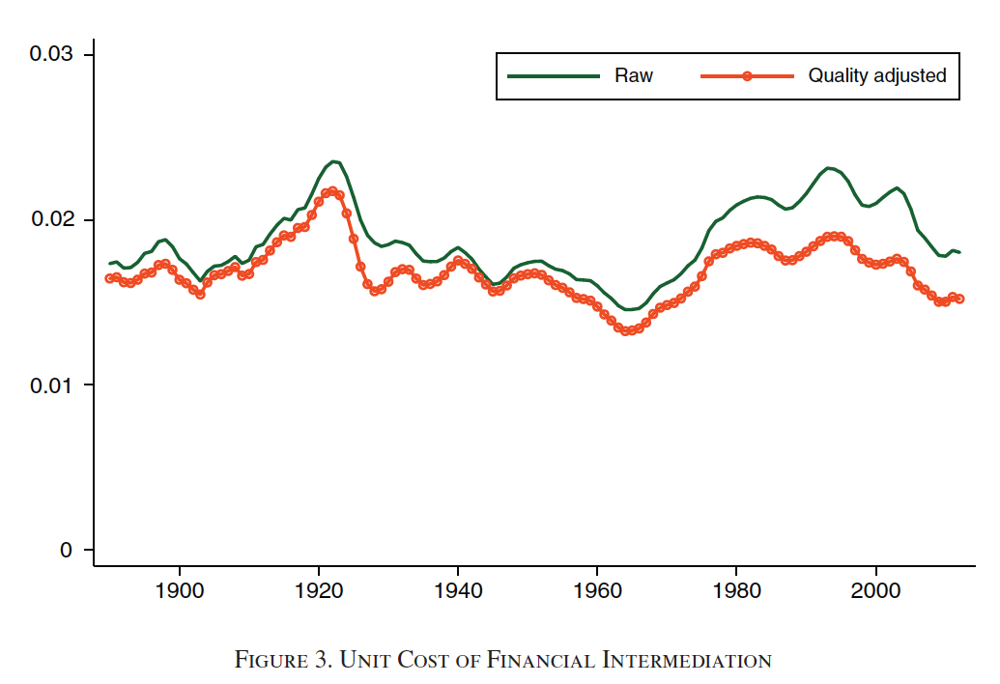 0.03
Raw
Quality adjusted
0.02
0.01
0
1900 1920 1940 1960 1980 2000
Figure 3. Unit Cost of Financial Intermediation